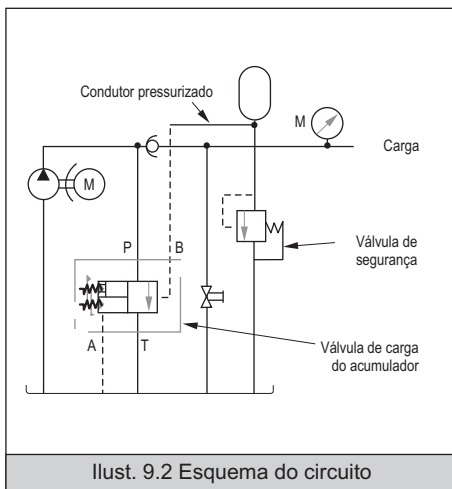 Condutor pressurizado
M
Carga
M
Válvula de
segurança
P
B
A
T
Válvula de carga
do acumulador
Ilust. 9.2 Esquema do circuito